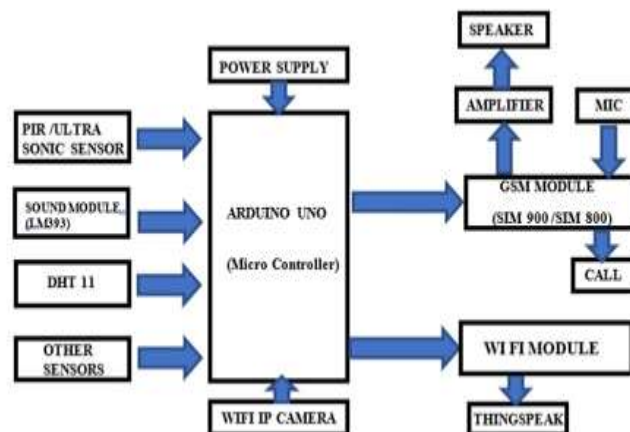 SPEAKER
POWER SUPPLY
AMPLIFIER
MIC
PIR /ULTRA
SONIC SENSOR
SOUND MODULE
(LM393)
ARDUINO UNO
(Micro Controller)
GSM MODULE
(SIM 900 /SIM 800)
DHT 11
CALL
OTHER
SENSORS
WI FI MODULE
WIFI IP CAMERA
THINGSPEAK